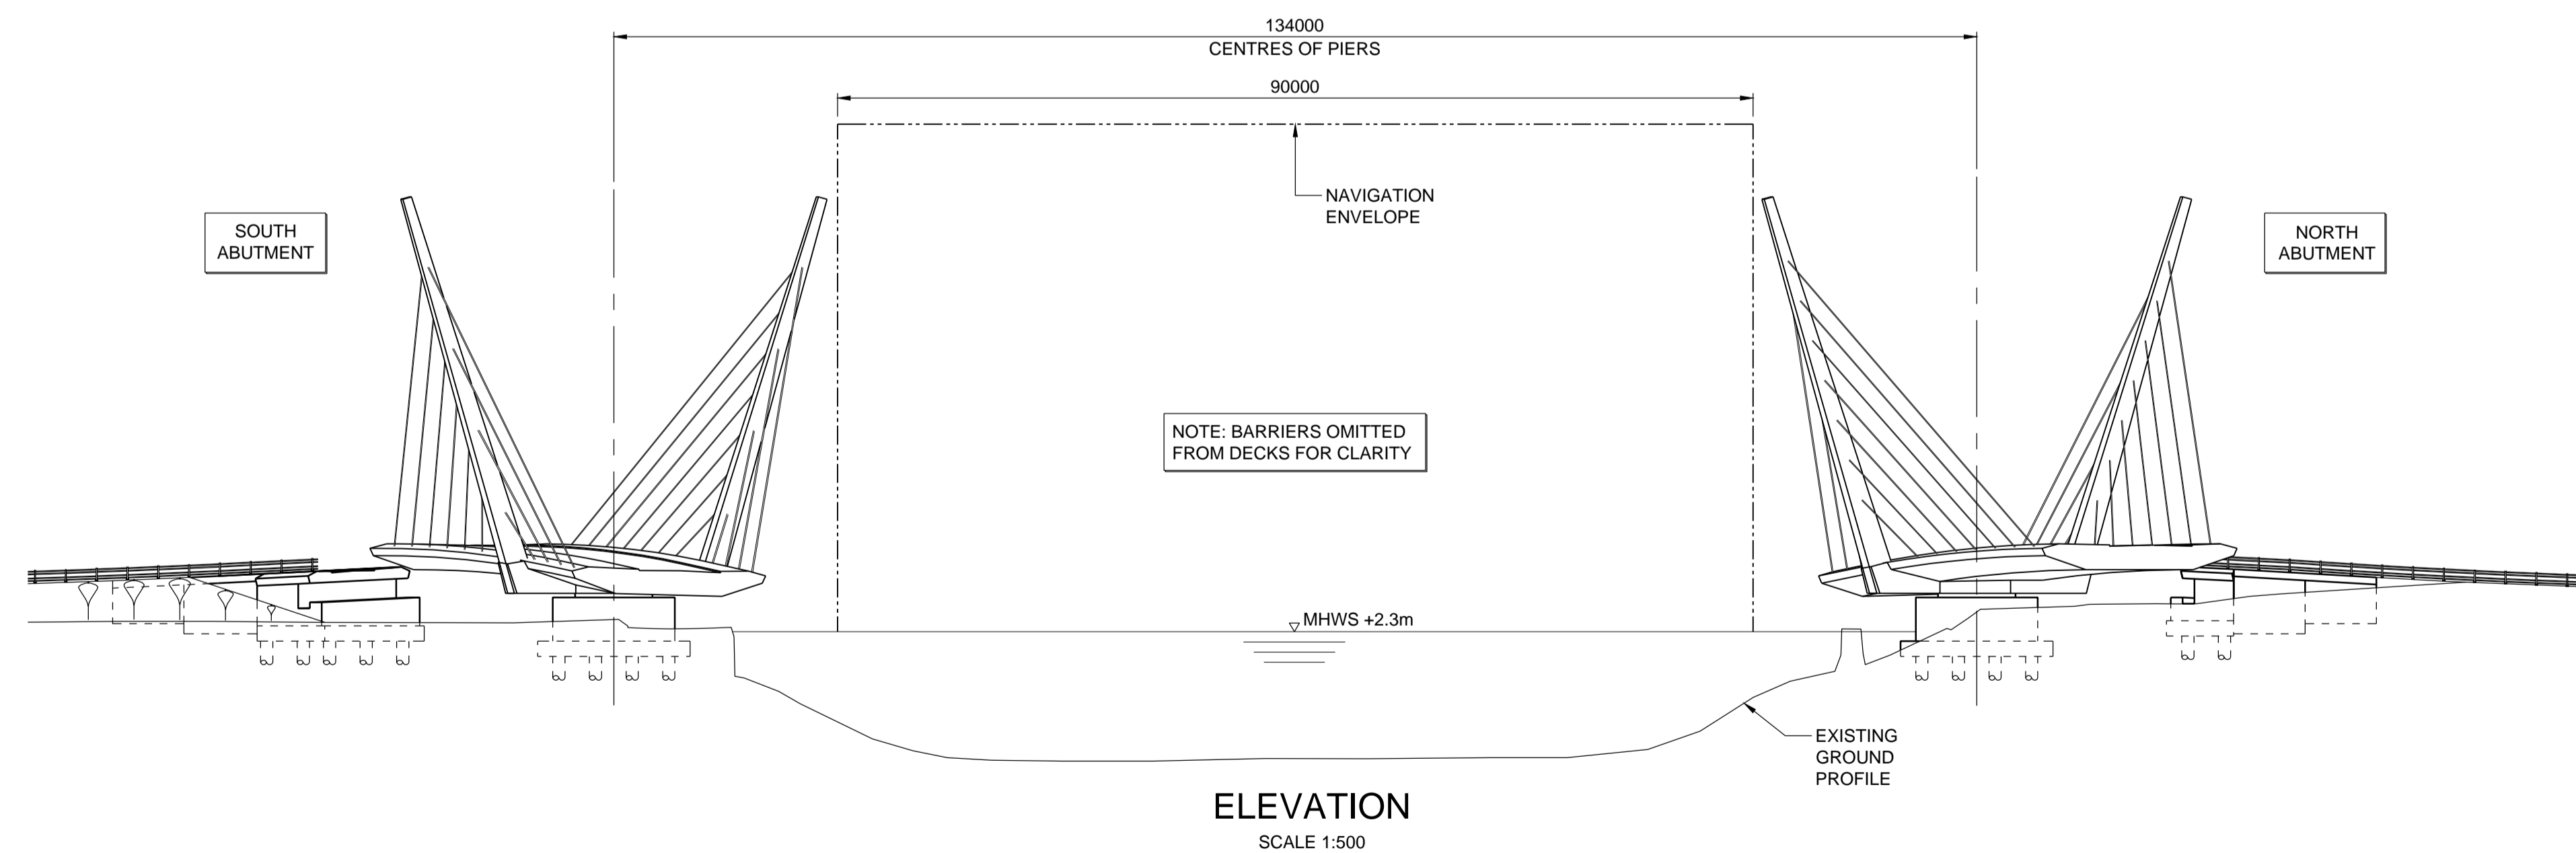 134000
CENTRES OF PIERS
90000
NAVIGATION
ENVELOPE
SOUTH
ABUTMENT
NORTH
ABUTMENT
NOTE: BARRIERS OMITTED
FROM DECKS FOR CLARITY
MHWS +2.3m
EXISTING
GROUND
PROFILE
ELEVATION
SCALE 1:500